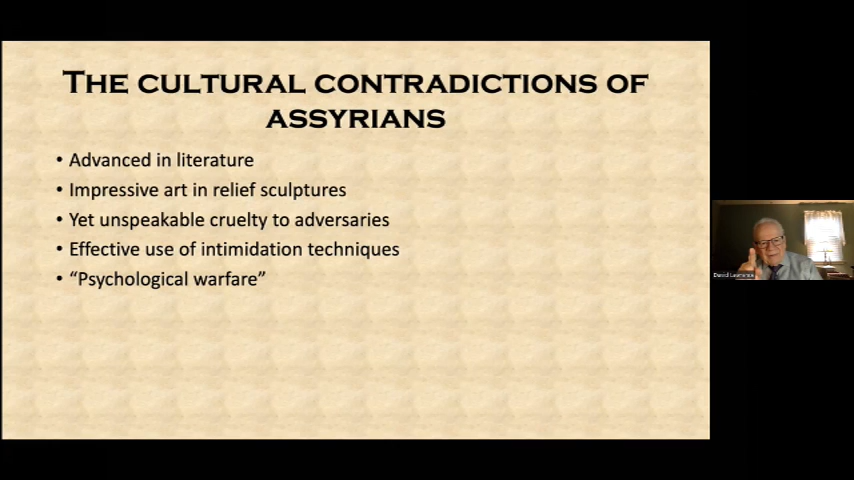 THE CULTURAL CONTRADICTIONS OF
ASSYRIANS
• Advanced in literature
• Impressive art in relief sculptures
• Yet unspeakable cruelty to adversaries
• Effective use of intimidation techniques
• “Psychological warfare”
David